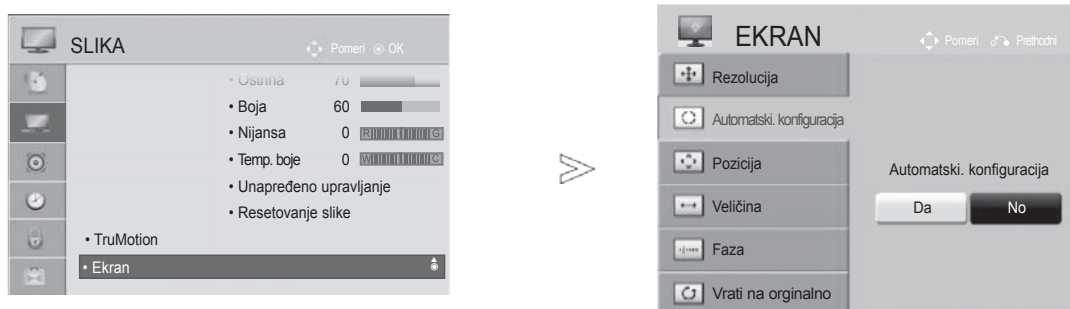 SLIKA
Pomeri OK
• Oštrina 70
• Boja 60
• Nijansa 0 R G
• Temp. boje 0 W C
• Unapređeno upravljanje
• Resetovanje slike
• TruMotion
• Ekran
EKRAN
Pomeri Prethodni
Rezolucija
Automatski. konfiguracija
Pozicija
Veličina
Faza
Vrati na orginalno
Automatski. konfiguracija
Da No